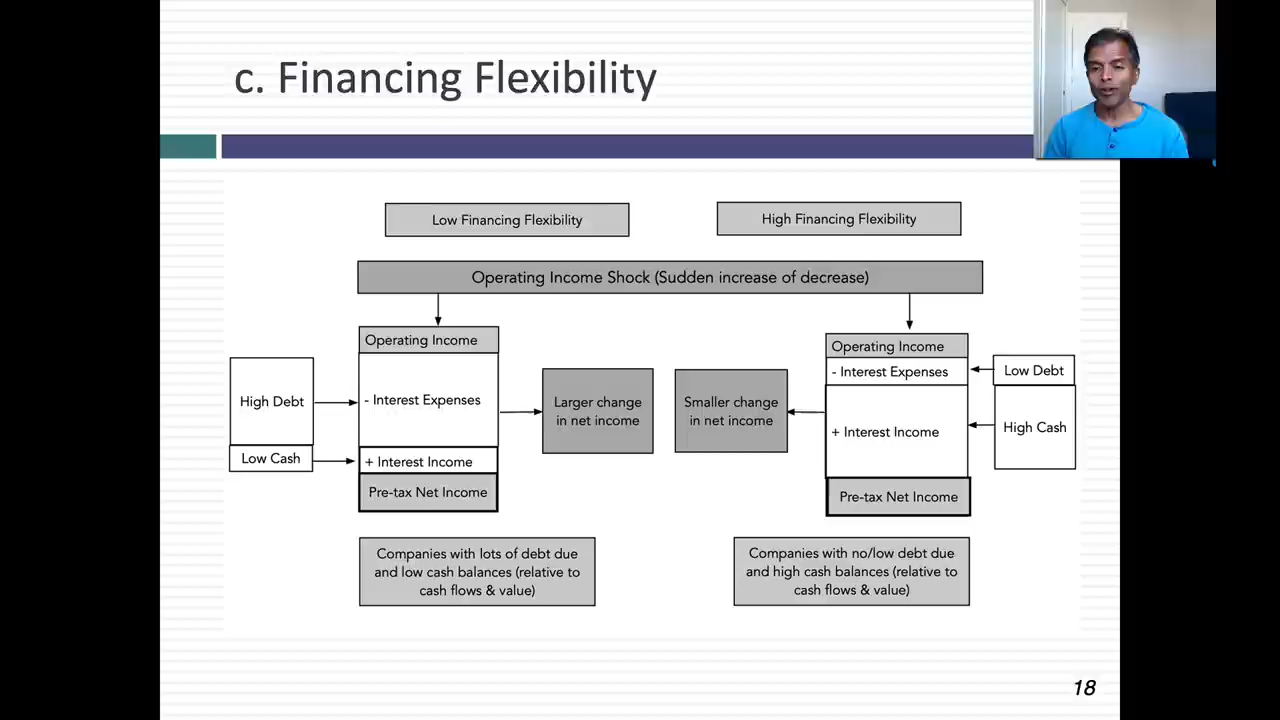 c. Financing Flexibility
Low Financing Flexibility
High Financing Flexibility
Operating Income Shock (Sudden increase of decrease)
Operating Income
- Interest Expenses
+ Interest Income
Pre-tax Net Income
High Debt
Low Cash
Larger change
in net income
Smaller change
in net income
Operating Income
- Interest Expenses
+ Interest Income
Pre-tax Net Income
Low Debt
High Cash
Companies with lots of debt due
and low cash balances (relative to
cash flows & value)
Companies with no/low debt due
and high cash balances (relative to
cash flows & value)
18